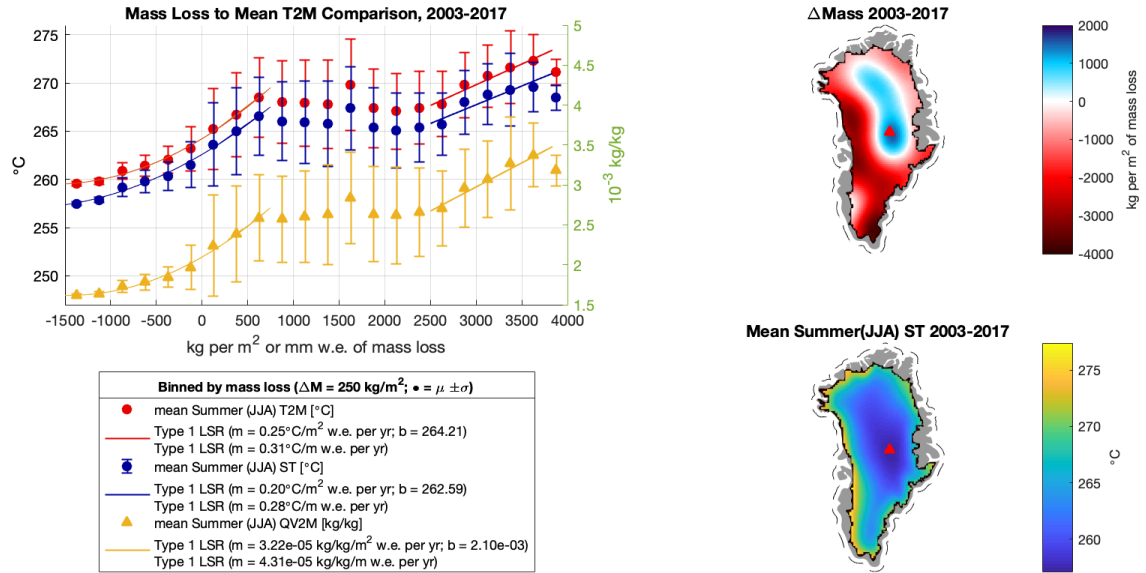 Mass Loss to Mean T2M Comparison, 2003-2017
275
270
265
260
255
250
°C
5
4.5
4
3.5
3
2.5
2
1.5
10⁻³ kg/kg
-1500 -1000 -500 0 500 1000 1500 2000 2500 3000 3500 4000
kg per m² or mm w.e. of mass loss
Binned by mass loss (ΔM = 250 kg/m²; • = μ ±σ)
mean Summer (JJA) T2M [°C]
Type 1 LSR (m = 0.25°C/m² w.e. per yr; b = 264.21)
Type 1 LSR (m = 0.31°C/m w.e. per yr)
mean Summer (JJA) ST [°C]
Type 1 LSR (m = 0.20°C/m² w.e. per yr; b = 262.59)
Type 1 LSR (m = 0.28°C/m w.e. per yr)
mean Summer (JJA) QV2M [kg/kg]
Type 1 LSR (m = 3.22e-05 kg/kg/m² w.e. per yr; b = 2.10e-03)
Type 1 LSR (m = 4.31e-05 kg/kg/m w.e. per yr)
ΔMass 2003-2017
2000
1000
0
-1000
-2000
-3000
-4000
kg per m² of mass loss
Mean Summer(JJA) ST 2003-2017
275
270
265
260
°C